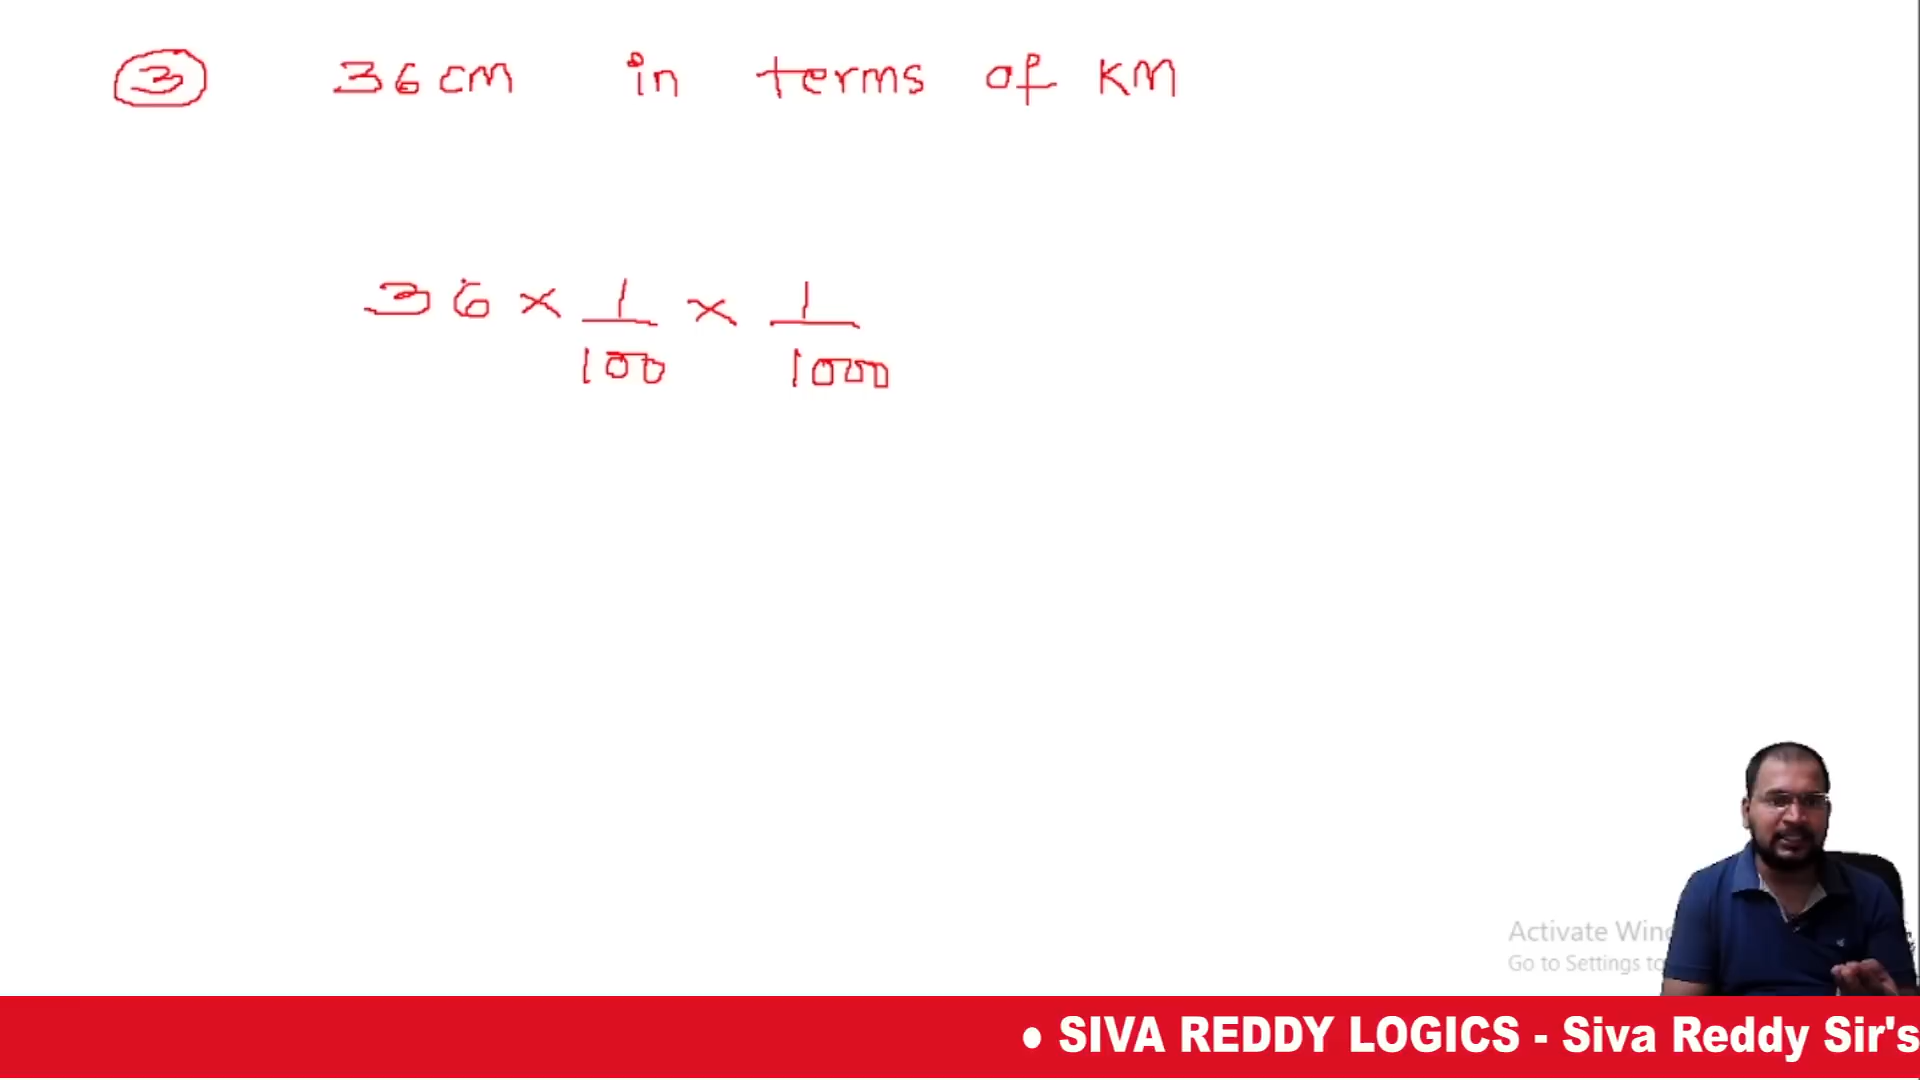 3 36 cm in terms of KM
36 × 1/100 × 1/1000
Activate Win
Go to Settings to
• SIVA REDDY LOGICS - Siva Reddy Sir's